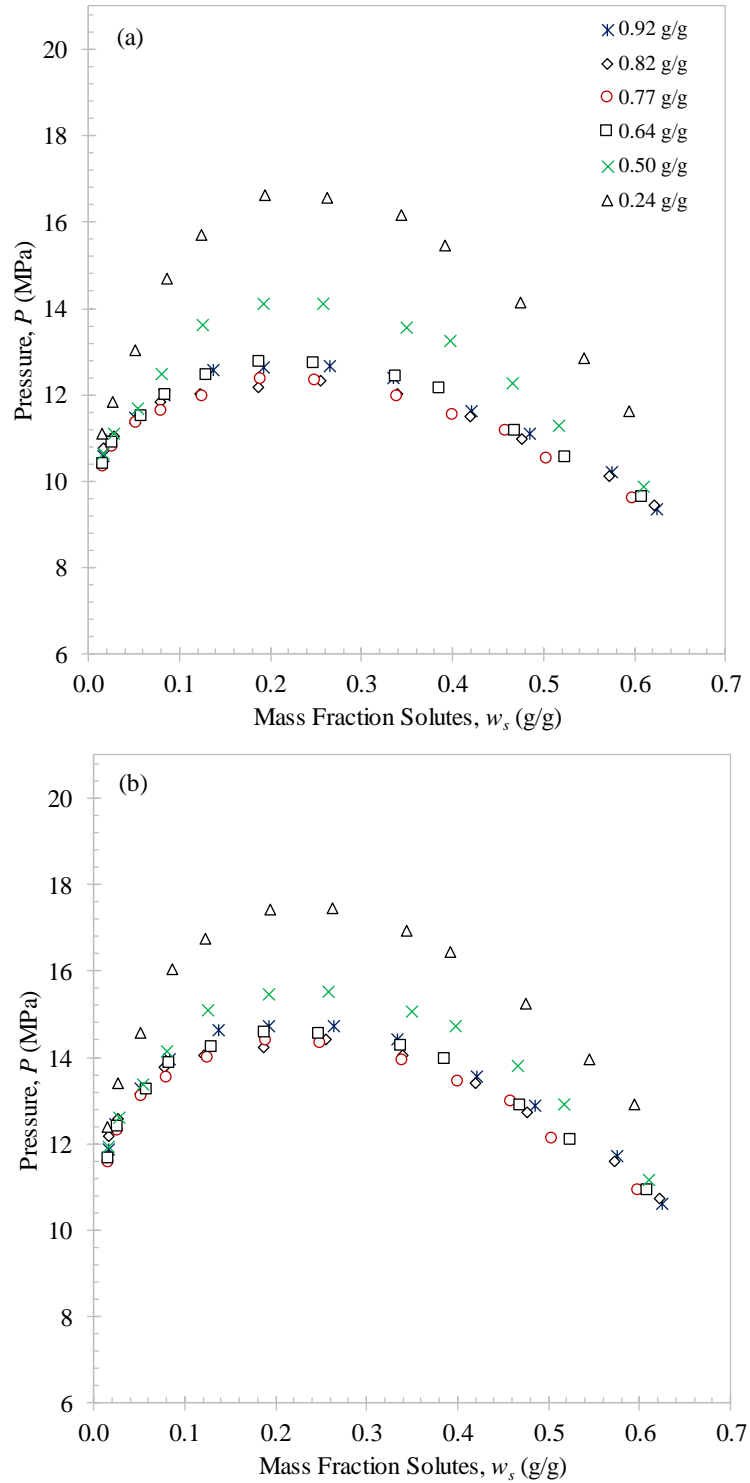 (a)
0.92 g/g
0.82 g/g
0.77 g/g
0.64 g/g
0.50 g/g
0.24 g/g
20
18
16
14
12
10
8
6
Pressure, P (MPa)
0.0 0.1 0.2 0.3 0.4 0.5 0.6 0.7
Mass Fraction Solutes, ws (g/g)
(b)
20
18
16
14
12
10
8
6
Pressure, P (MPa)
0.0 0.1 0.2 0.3 0.4 0.5 0.6 0.7
Mass Fraction Solutes, ws (g/g)